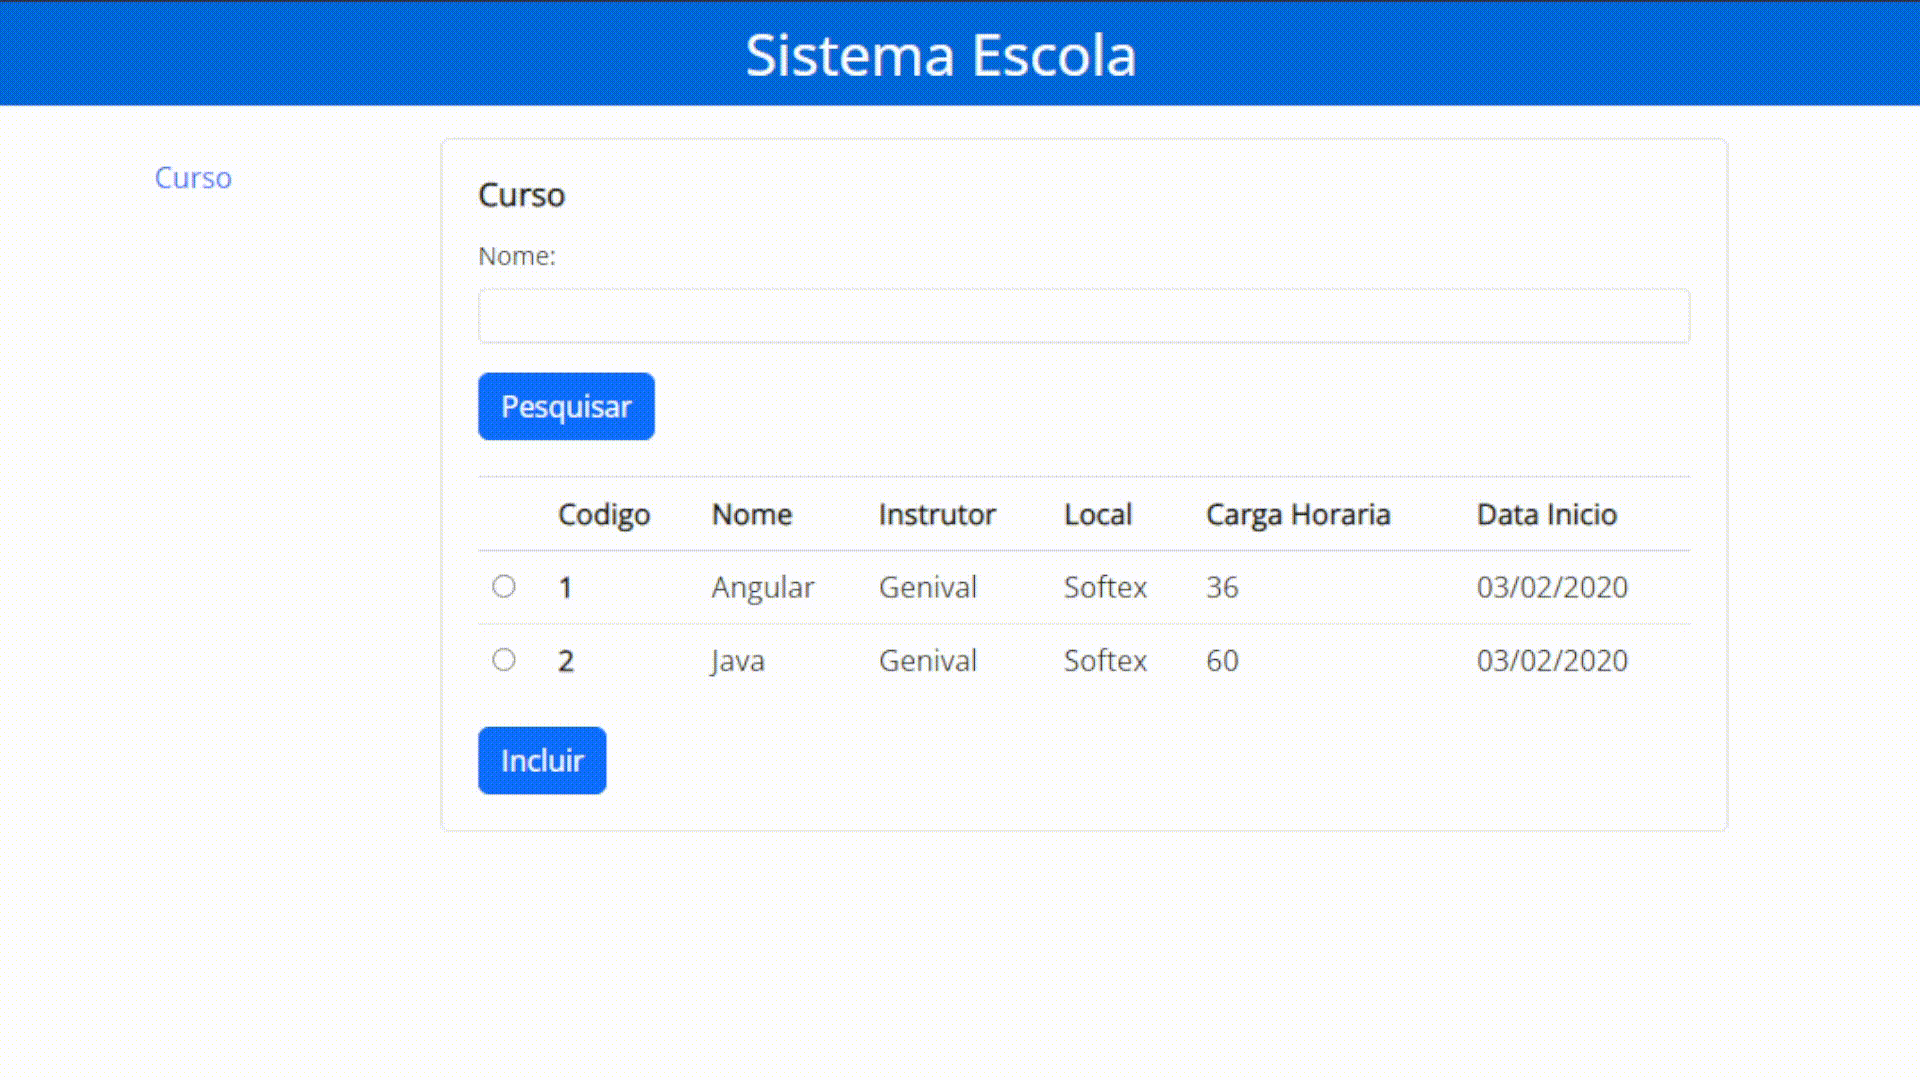 Sistema Escola
Curso
Curso
Nome:
Pesquisar
Codigo Nome Instrutor Local Carga Horaria Data Inicio
1 Angular Genival Softex 36 03/02/2020
2 Java Genival Softex 60 03/02/2020
Incluir